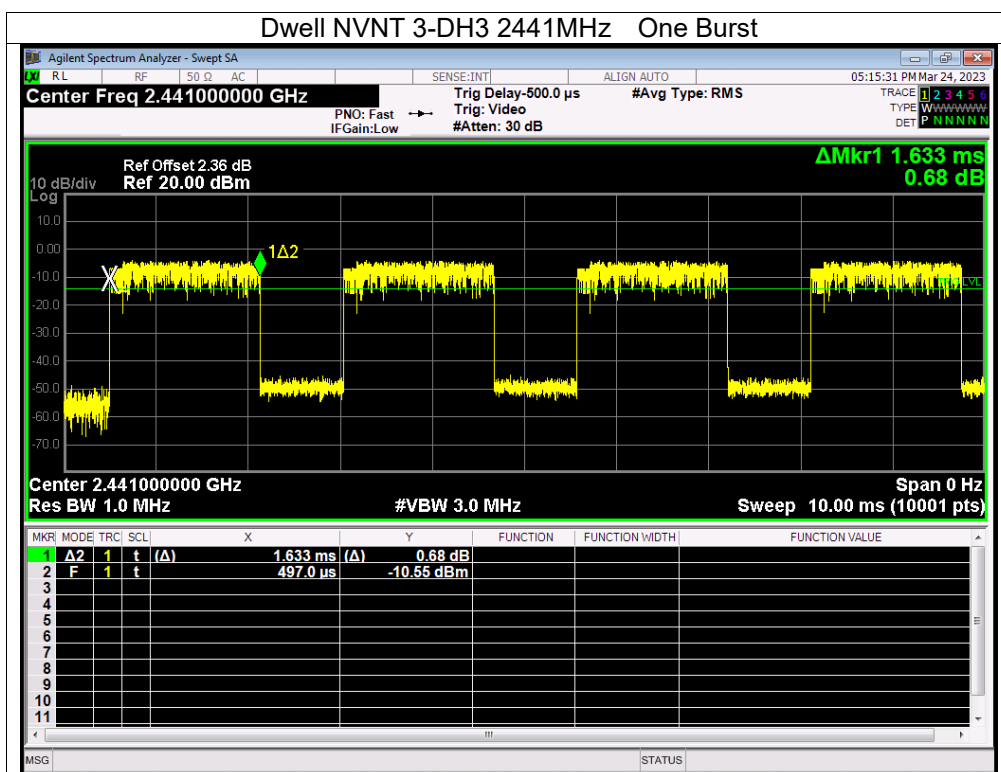 Dwell NVNT 3-DH3 2441MHz One Burst
Agilent Spectrum Analyzer - Swept SA
LXI RL RF 50 Ω AC SENSE:INT ALIGN AUTO 05:15:31 PM Mar 24, 2023
Center Freq 2.441000000 GHz
PNO: Fast
IFGain:Low
Trig Delay-500.0 µs
Trig: Video
#Atten: 30 dB
#Avg Type: RMS
TRACE 1 2 3 4 5 6
TYPE WWWWWW
DET P N N N N N
ΔMkr1 1.633 ms
0.68 dB
Ref Offset 2.36 dB
10 dB/div Ref 20.00 dBm
Log
10.0
0.00
1Δ2
-10.0
-20.0
-30.0
-40.0
-50.0
-60.0
-70.0
Center 2.441000000 GHz Span 0 Hz
Res BW 1.0 MHz #VBW 3.0 MHz Sweep 10.00 ms (10001 pts)
MKR MODE TRC SCL X Y FUNCTION FUNCTION WIDTH FUNCTION VALUE
1 Δ2 1 t (Δ) 1.633 ms (Δ) 0.68 dB
2 F 1 t 497.0 µs -10.55 dBm
3
4
5
6
7
8
9
10
11
MSG STATUS